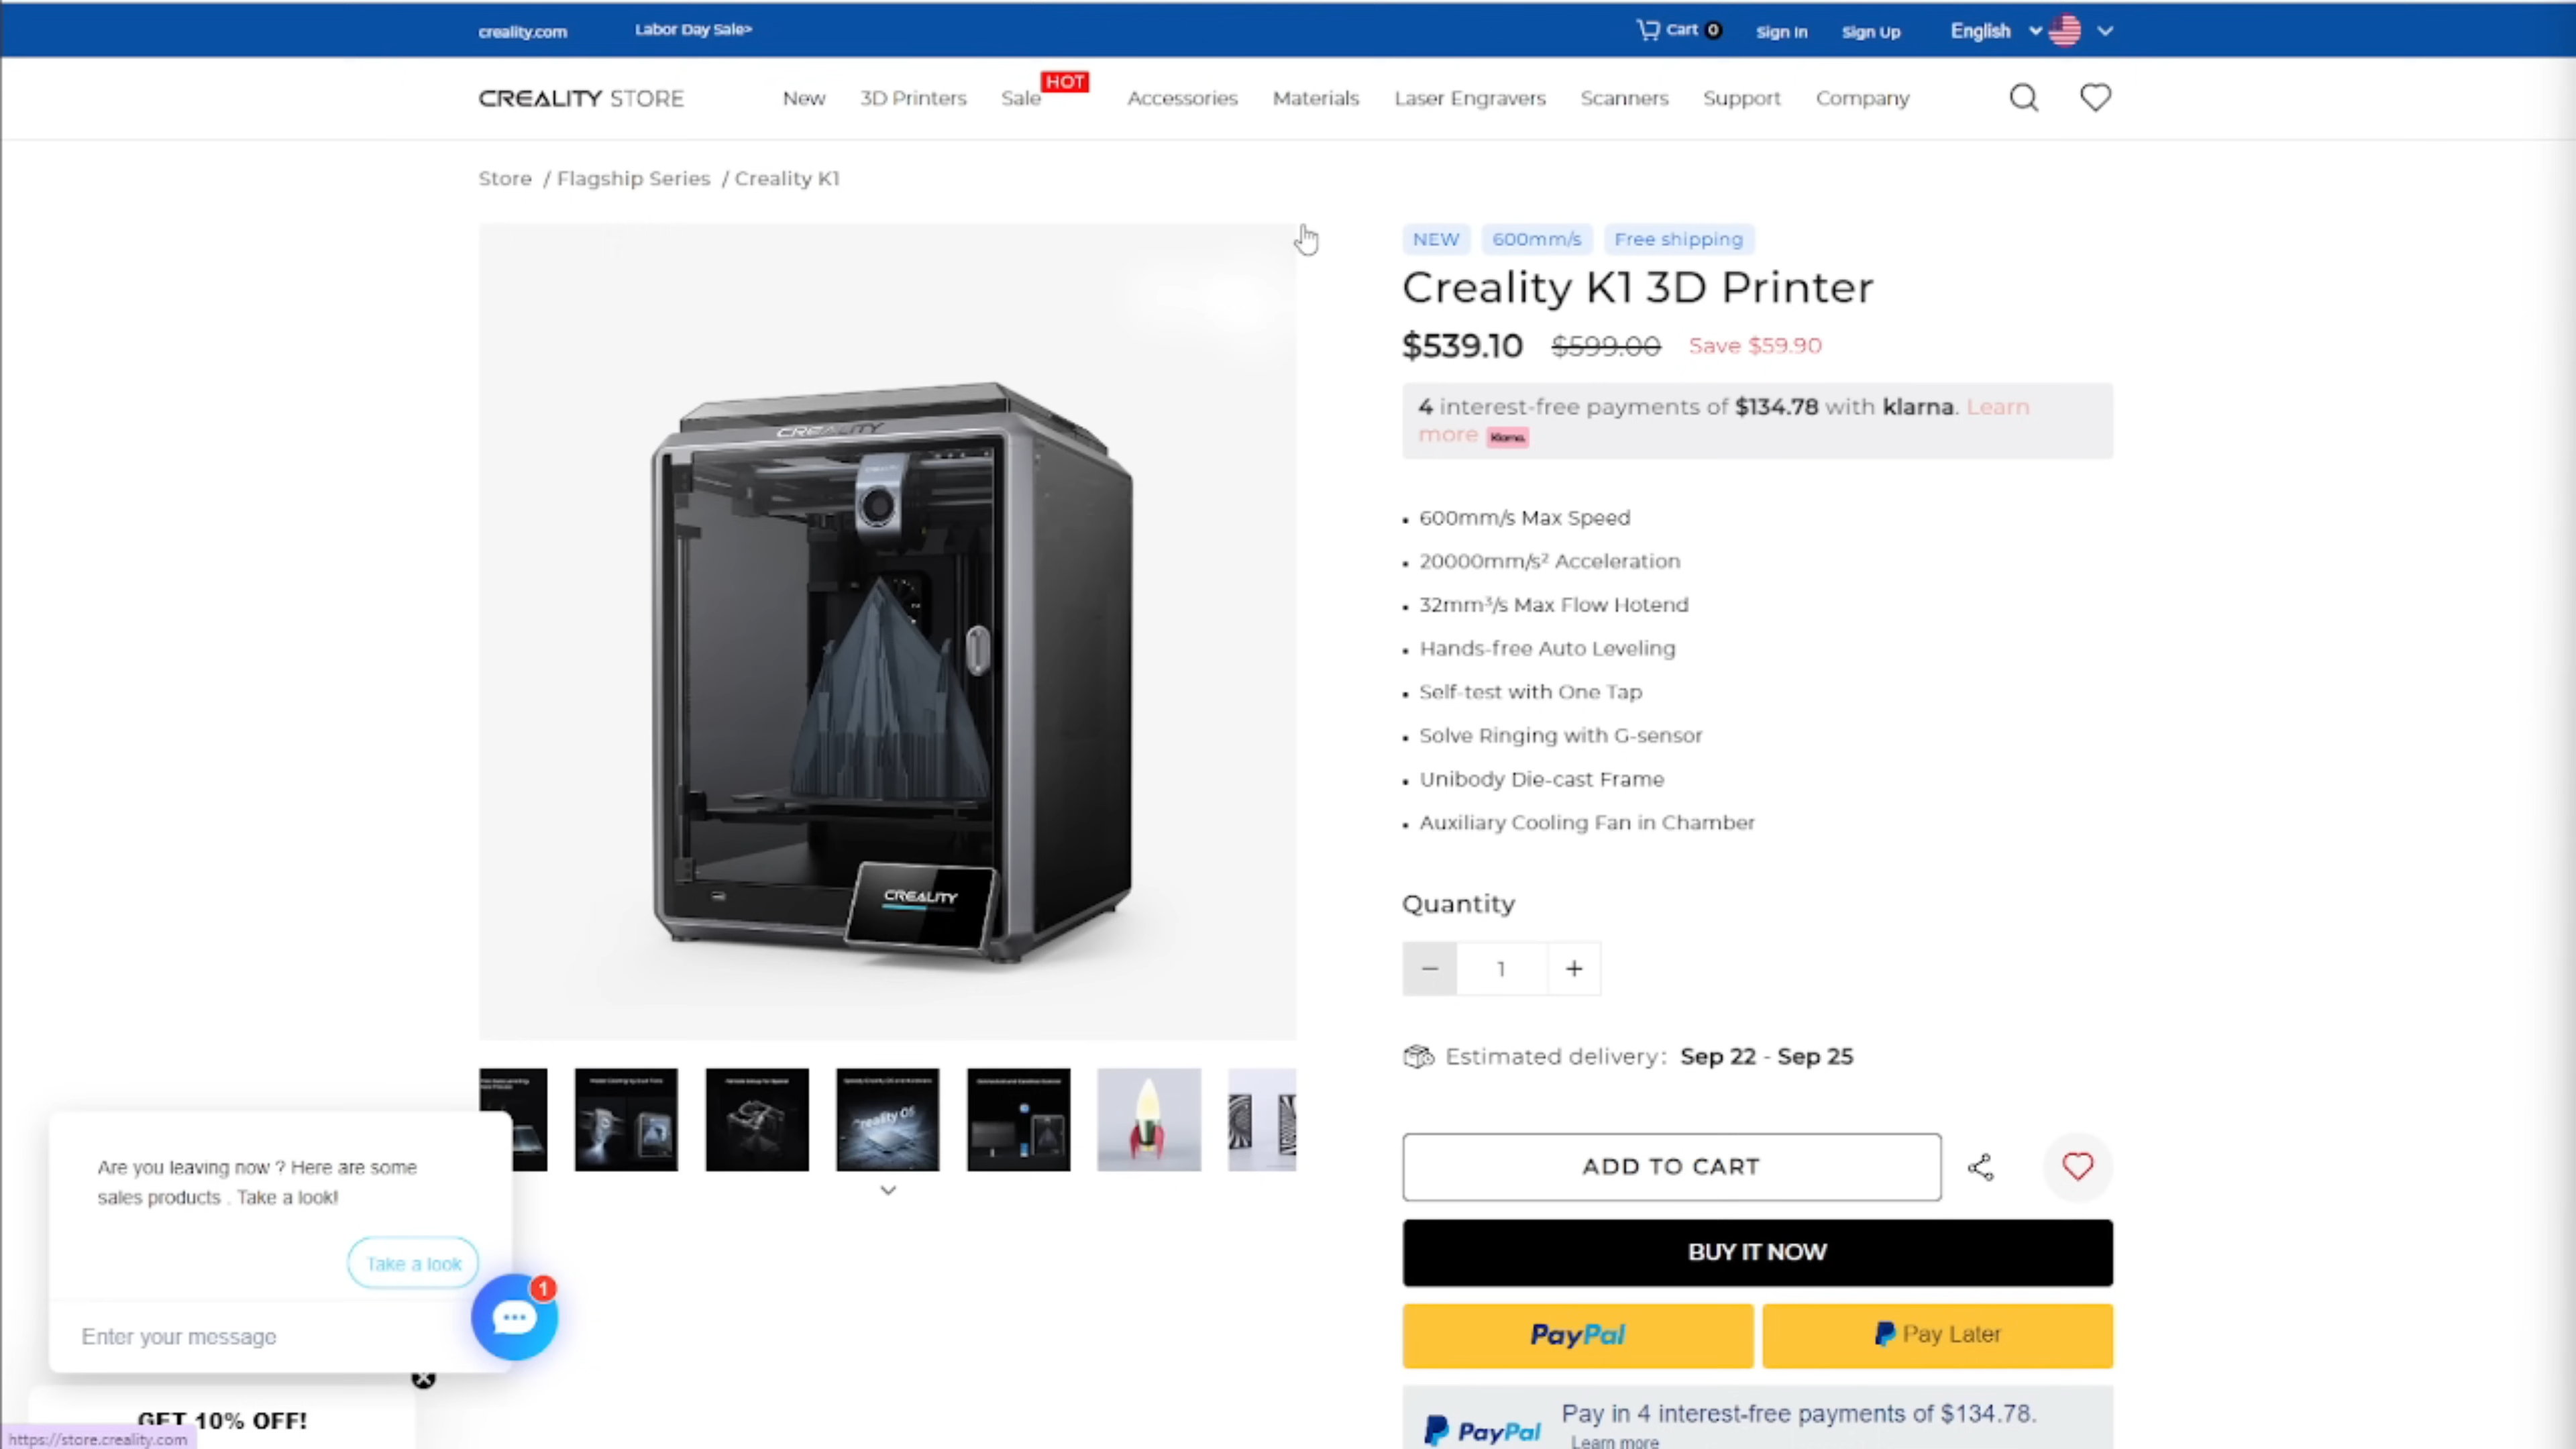 creality.com
Labor Day Sale>
Cart 0
Sign In
Sign Up
English
CREALITY STORE
New
3D Printers
Sale
HOT
Accessories
Materials
Laser Engravers
Scanners
Support
Company
Store / Flagship Series / Creality K1
CREALITY
CREALITY
NEW
600mm/s
Free shipping
Creality K1 3D Printer
$539.10 $599.00 Save $59.90
4 interest-free payments of $134.78 with klarna. Learn
more Klarna.
• 600mm/s Max Speed
• 20000mm/s² Acceleration
• 32mm³/s Max Flow Hotend
• Hands-free Auto Leveling
• Self-test with One Tap
• Solve Ringing with G-sensor
• Unibody Die-cast Frame
• Auxiliary Cooling Fan in Chamber
Quantity
− 1 +
Estimated delivery: Sep 22 - Sep 25
ADD TO CART
BUY IT NOW
PayPal
Pay Later
PayPal
Pay in 4 interest-free payments of $134.78.
Learn more
Creality OS
Are you leaving now ? Here are some
sales products . Take a look!
Take a look
1
Enter your message
GET 10% OFF!
https://store.creality.com